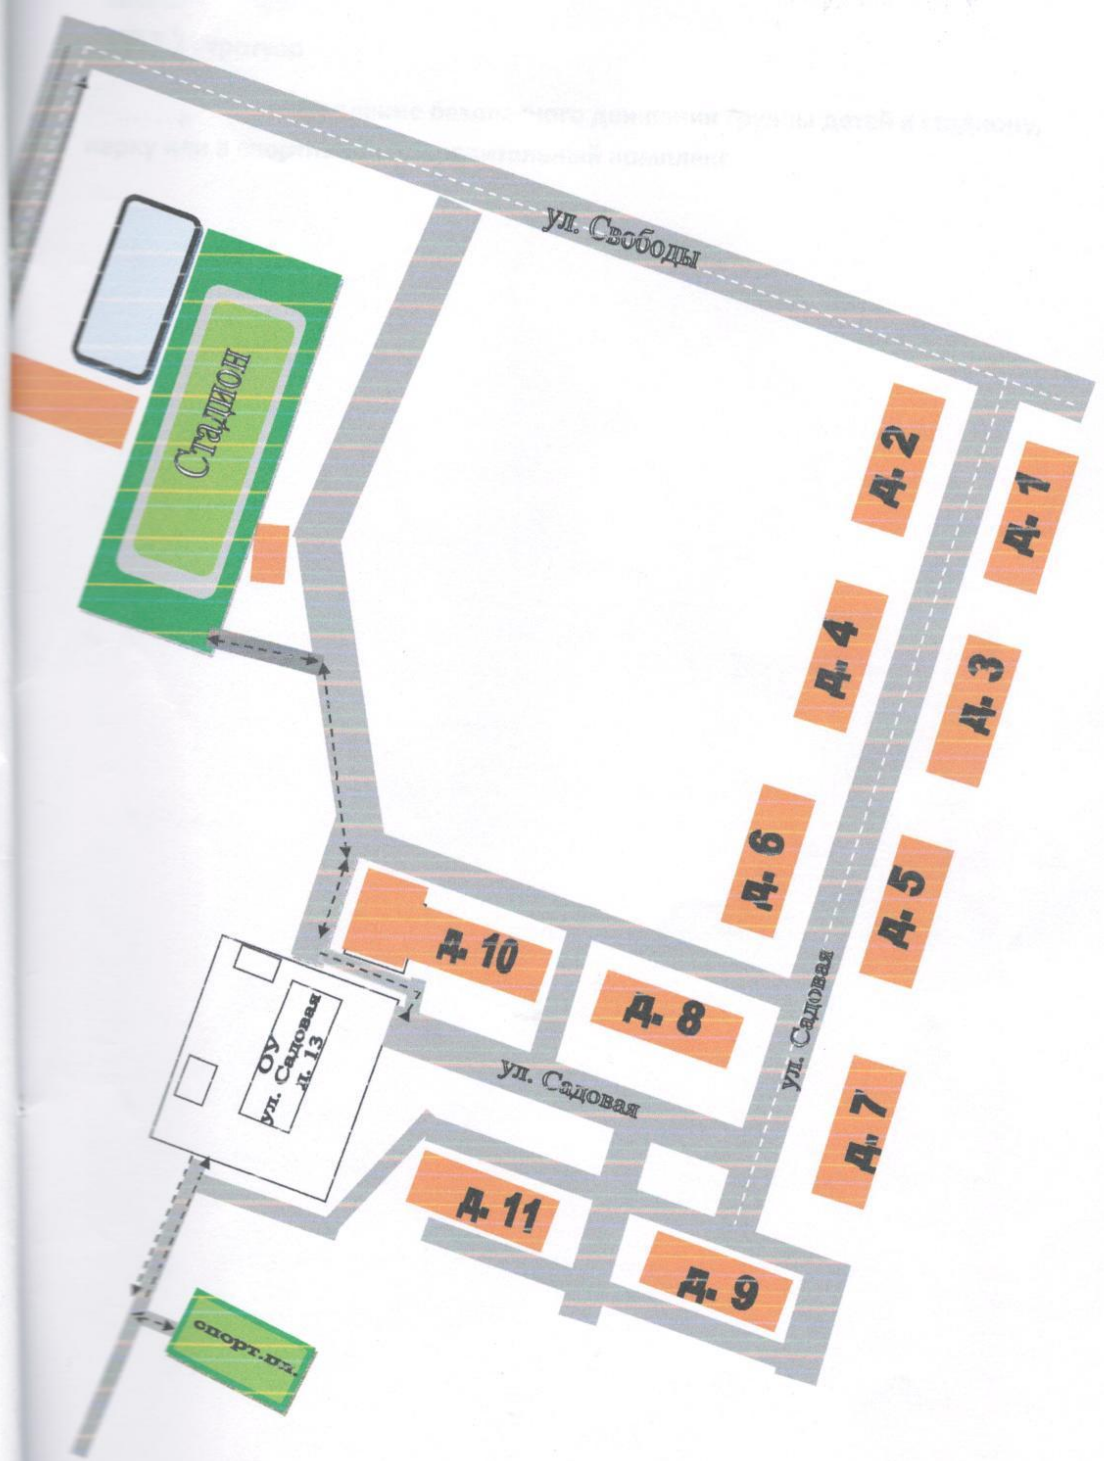 ул. Свободы
Стадион
д. 2
д. 1
д. 4
д. 3
д. 6
д. 5
д. 10
д. 8
ул. Садовая
ОУ
ул. Садовая
д. 13
ул. Садовая
д. 7
д. 11
д. 9
спорт.пл.